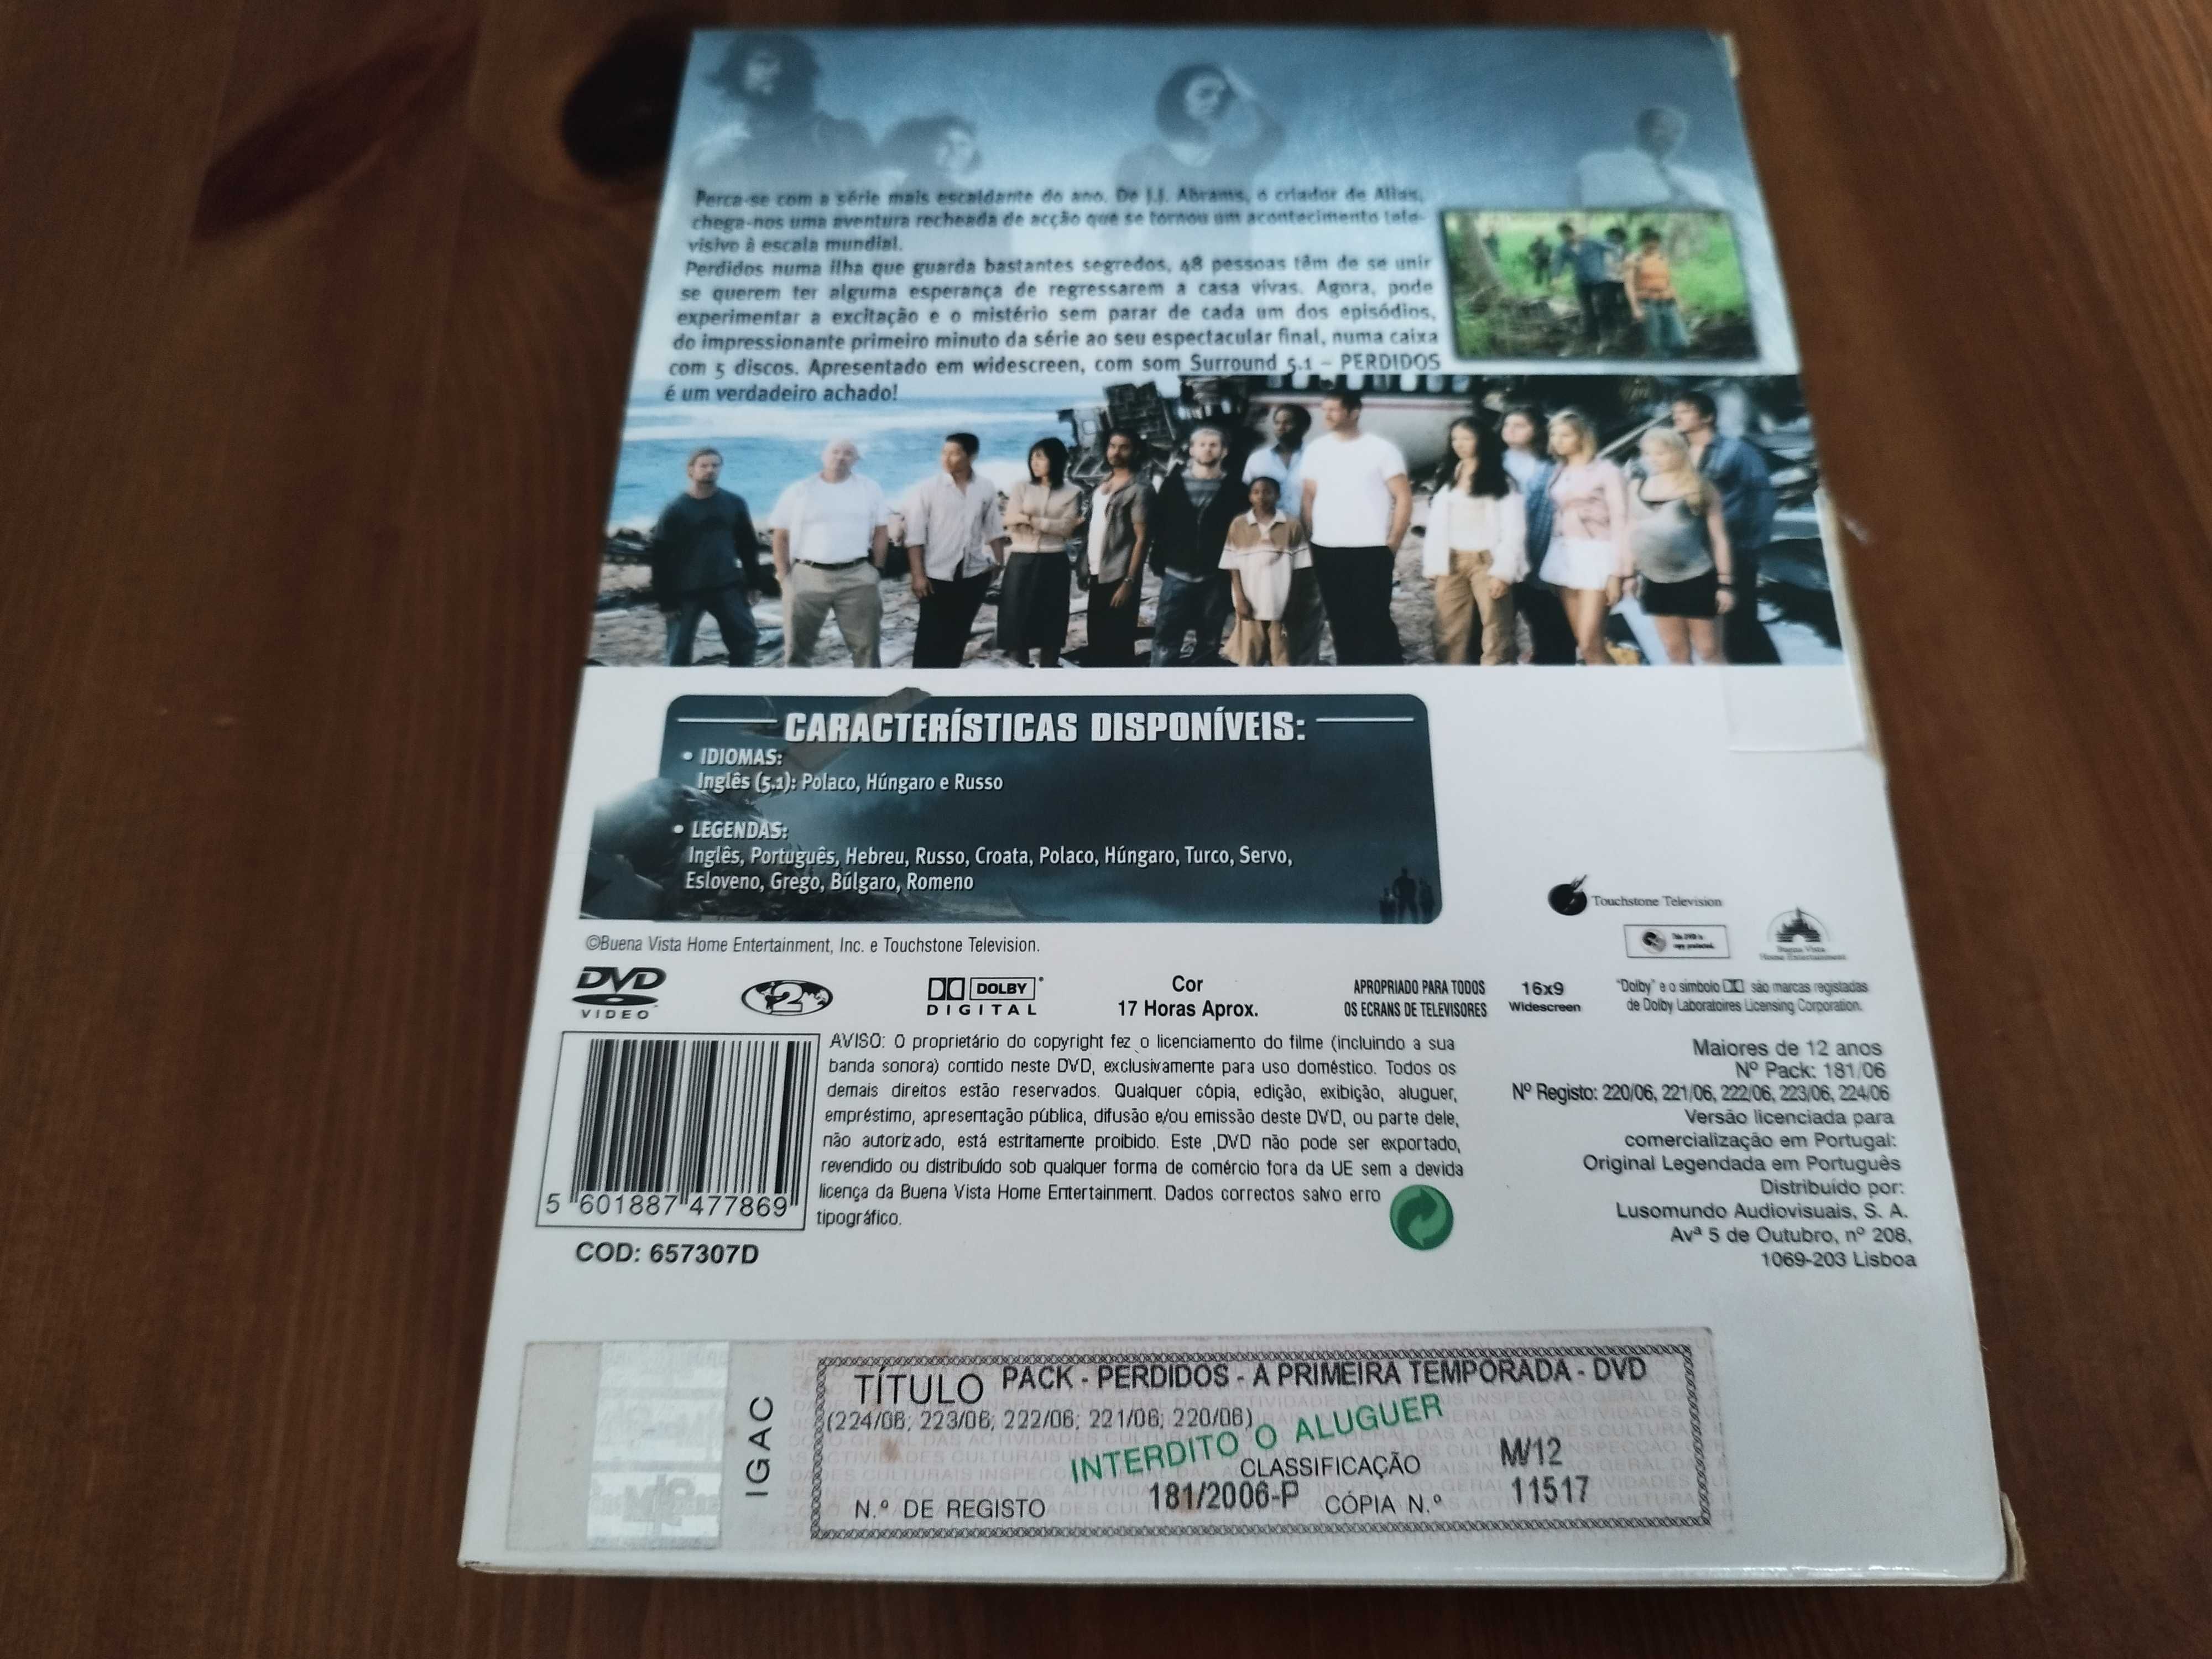 Perca-se com a série mais escaldante do ano. De J.J. Abrams, o criador de Alias,
chega-nos uma aventura recheada de acção que se tornou um acontecimento tele-
visivo à escala mundial.
Perdidos numa ilha que guarda bastantes segredos, 48 pessoas têm de se unir
se querem ter alguma esperança de regressarem a casa vivas. Agora, pode
experimentar a excitação e o mistério sem parar de cada um dos episódios,
do impressionante primeiro minuto da série ao seu espectacular final, numa caixa
com 5 discos. Apresentado em widescreen, com som Surround 5.1 – PERDIDOS
é um verdadeiro achado!
CARACTERÍSTICAS DISPONÍVEIS:
• IDIOMAS:
Inglês (5.1): Polaco, Húngaro e Russo
• LEGENDAS:
Inglês, Português, Hebreu, Russo, Croata, Polaco, Húngaro, Turco, Servo,
Esloveno, Grego, Búlgaro, Romeno
Touchstone Television
This DVD is
copy protected.
Buena Vista
Home Entertainment
©Buena Vista Home Entertainment, Inc. e Touchstone Television.
DVD
VIDEO
2
DOLBY
DIGITAL
Cor
17 Horas Aprox.
APROPRIADO PARA TODOS
OS ECRANS DE TELEVISORES
16x9
Widescreen
"Dolby" e o simbolo são marcas registadas
de Dolby Laboratoires Licensing Corporation.
AVISO: O proprietário do copyright fez o licenciamento do filme (incluindo a sua
banda sonora) contido neste DVD, exclusivamente para uso doméstico. Todos os
demais direitos estão reservados. Qualquer cópia, edição, exibição, aluguer,
empréstimo, apresentação pública, difusão e/ou emissão deste DVD, ou parte dele,
não autorizado, está estritamente proibido. Este ,DVD não pode ser exportado,
revendido ou distribuído sob qualquer forma de comércio fora da UE sem a devida
licença da Buena Vista Home Entertainment. Dados correctos salvo erro
tipográfico.
5 601887 477869
COD: 657307D
Maiores de 12 anos
Nº Pack: 181/06
Nº Registo: 220/06, 221/06, 222/06, 223/06, 224/06
Versão licenciada para
comercialização em Portugal:
Original Legendada em Português
Distribuído por:
Lusomundo Audiovisuais, S. A.
Avª 5 de Outubro, nº 208,
1069-203 Lisboa
IGAC
TÍTULO PACK - PERDIDOS - A PRIMEIRA TEMPORADA - DVD
(224/06; 223/06; 222/06; 221/06; 220/06)
INTERDITO O ALUGUER
CLASSIFICAÇÃO M/12
N.º DE REGISTO 181/2006-P CÓPIA N.º 11517